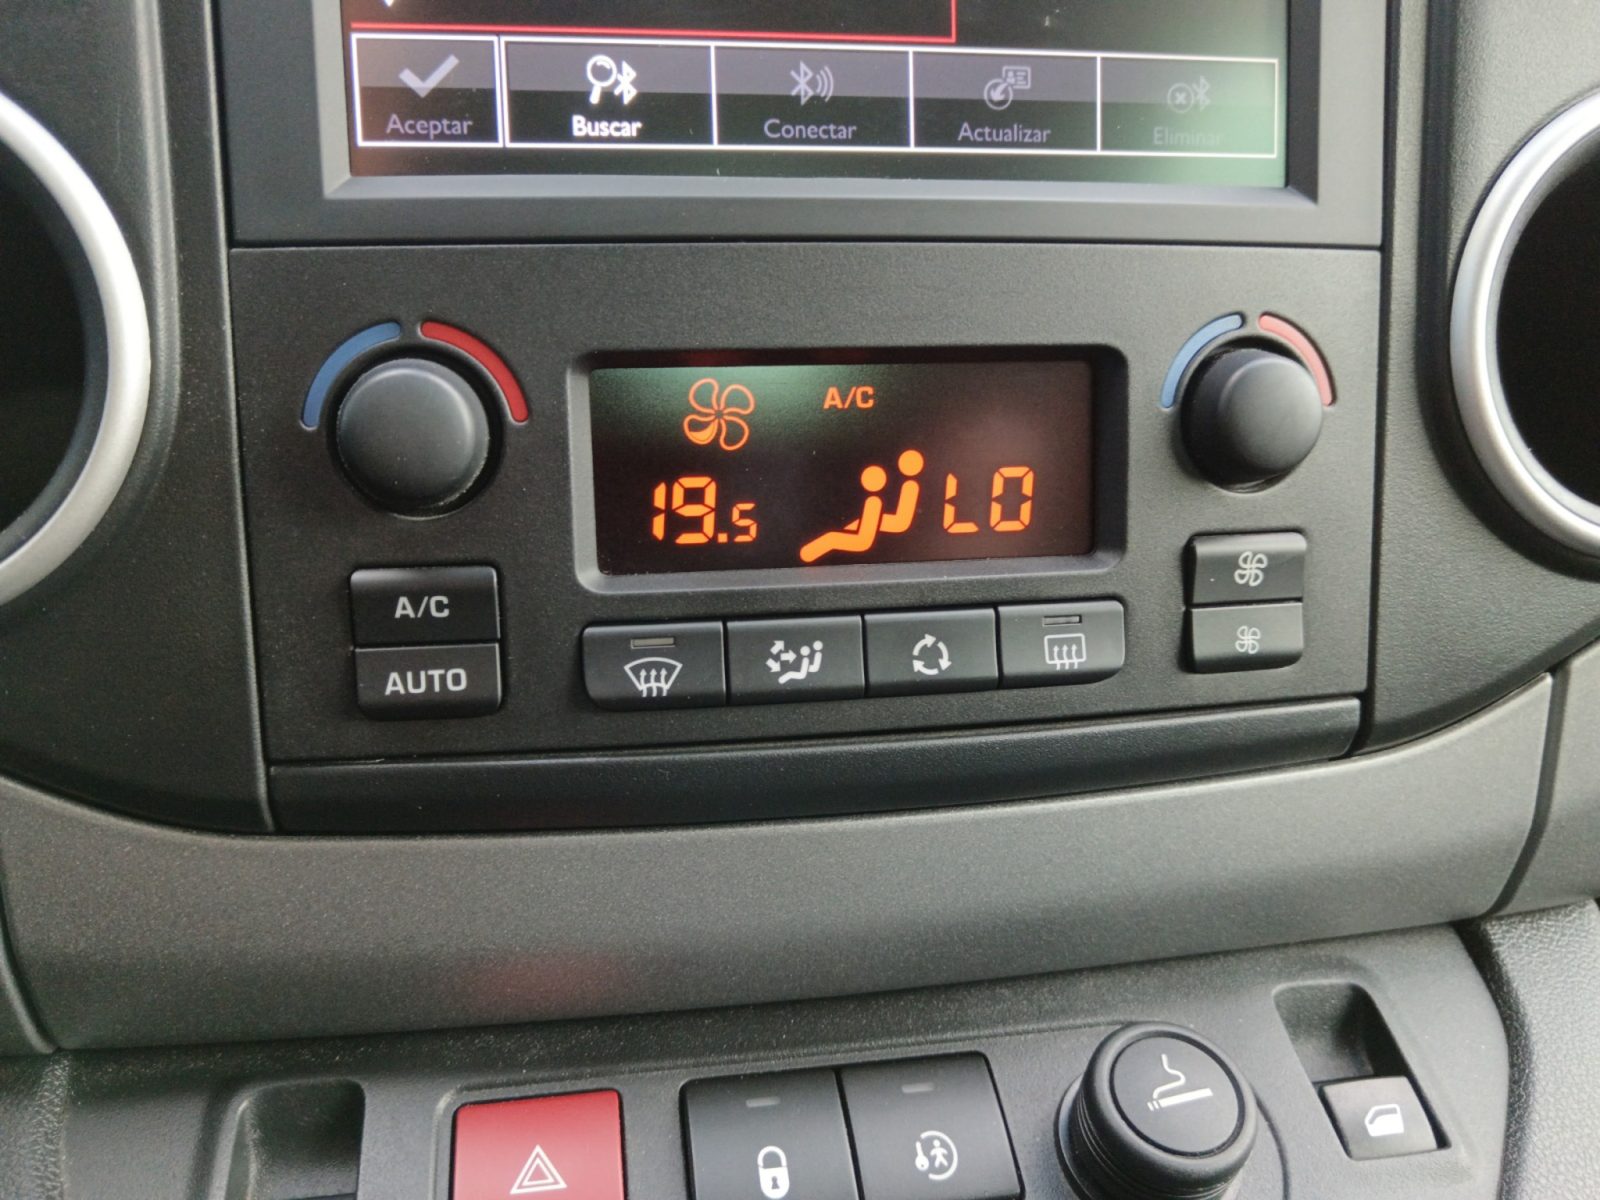 Aceptar Buscar Conectar Actualizar Eliminar
A/C
19.5 LO
A/C
AUTO